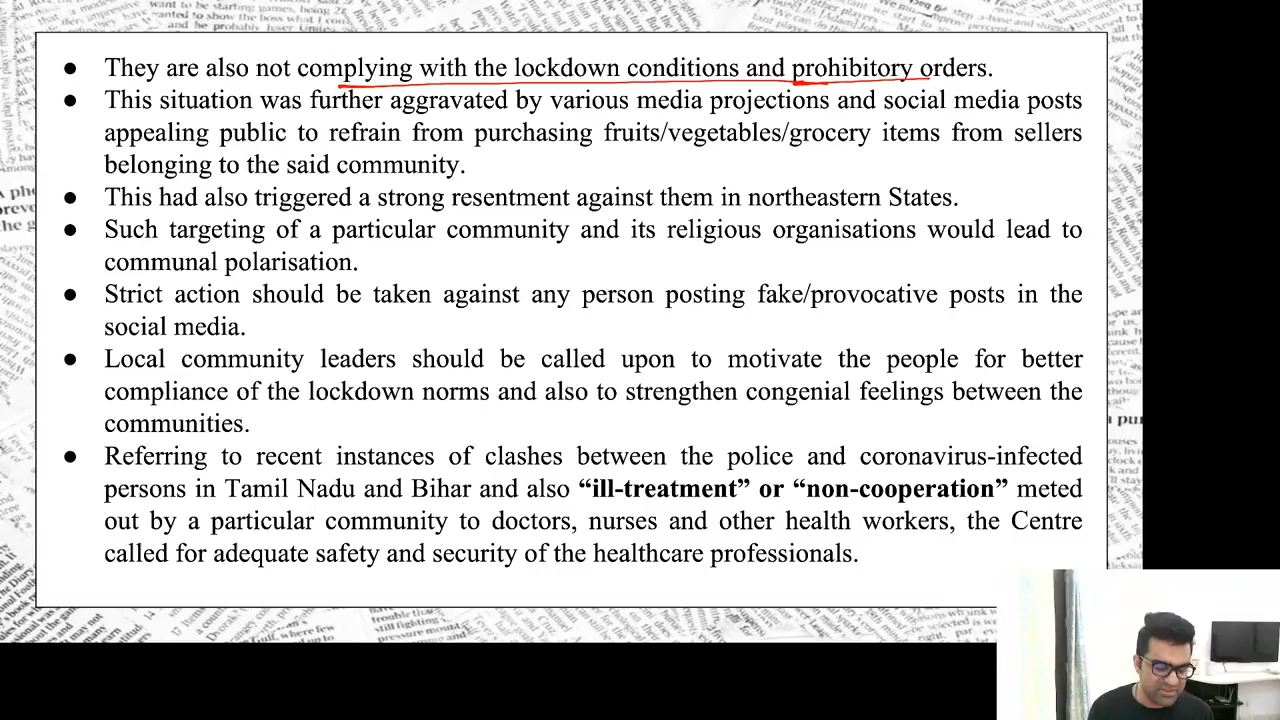 ● They are also not complying with the lockdown conditions and prohibitory orders.
● This situation was further aggravated by various media projections and social media posts
appealing public to refrain from purchasing fruits/vegetables/grocery items from sellers
belonging to the said community.
● This had also triggered a strong resentment against them in northeastern States.
● Such targeting of a particular community and its religious organisations would lead to
communal polarisation.
● Strict action should be taken against any person posting fake/provocative posts in the
social media.
● Local community leaders should be called upon to motivate the people for better
compliance of the lockdown norms and also to strengthen congenial feelings between the
communities.
● Referring to recent instances of clashes between the police and coronavirus-infected
persons in Tamil Nadu and Bihar and also “ill-treatment” or “non-cooperation” meted
out by a particular community to doctors, nurses and other health workers, the Centre
called for adequate safety and security of the healthcare professionals.